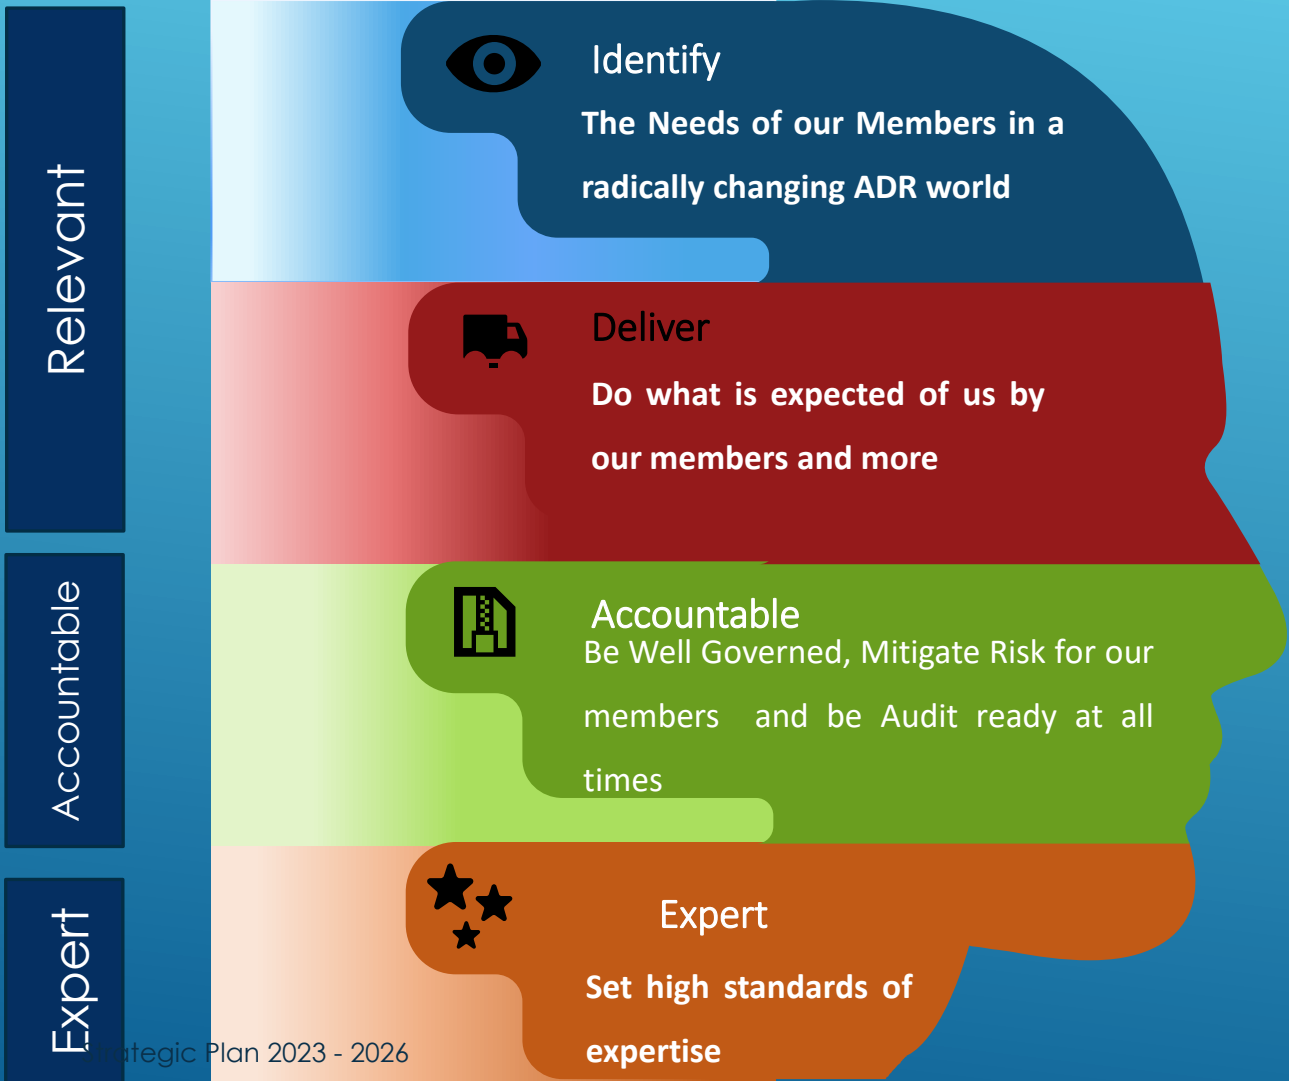 Relevant
Identify
The Needs of our Members in a
radically changing ADR world
Deliver
Do what is expected of us by
our members and more
Accountable
Accountable
Be Well Governed, Mitigate Risk for our
members and be Audit ready at all
times
Expert
Expert
Set high standards of
expertise
Strategic Plan 2023 - 2026